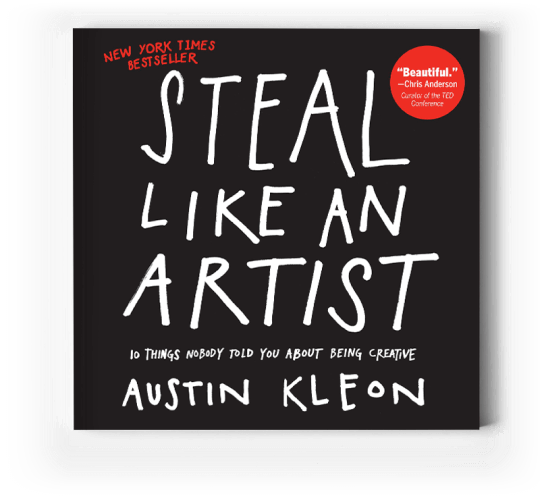 NEW YORK TIMES
BESTSELLER
"Beautiful."
—Chris Anderson
Curator of the TED
Conference
STEAL
LIKE AN
ARTIST
10 THINGS NOBODY TOLD YOU ABOUT BEING CREATIVE
AUSTIN KLEON